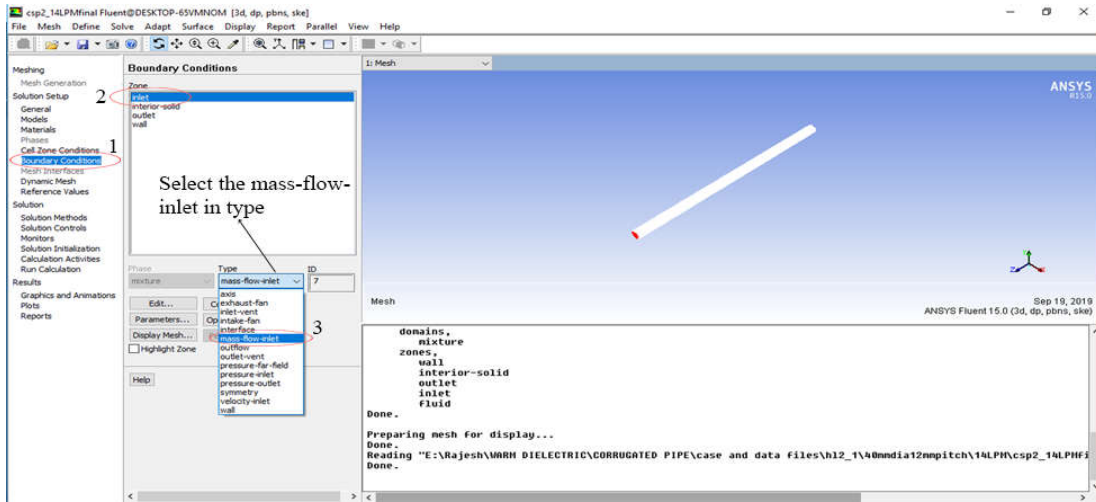 csp2_14LPMfinal Fluent@DESKTOP-65VMNOM [3d, dp, pbns, ske]
File Mesh Define Solve Adapt Surface Display Report Parallel View Help
Meshing
Mesh Generation
Solution Setup
General
Models
Materials
Phases
Cell Zone Conditions
Boundary Conditions
Mesh Interfaces
Dynamic Mesh
Reference Values
Solution
Solution Methods
Solution Controls
Monitors
Solution Initialization
Calculation Activities
Run Calculation
Results
Graphics and Animations
Plots
Reports
1
2
Boundary Conditions
Zone
inlet
interior-solid
outlet
wall
Select the mass-flow-
inlet in type
Phase Type ID
mixture mass-flow-inlet 7
Edit...
Parameters...
Display Mesh...
Highlight Zone
Help
axis
exhaust-fan
inlet-vent
intake-fan
interface
mass-flow-inlet
outflow
outlet-vent
pressure-far-field
pressure-inlet
pressure-outlet
symmetry
velocity-inlet
wall
3
1: Mesh
ANSYS
R15.0
Mesh
Sep 19, 2019
ANSYS Fluent 15.0 (3d, dp, pbns, ske)
domains,
mixture
zones,
wall
interior-solid
outlet
inlet
fluid
Done.
Preparing mesh for display...
Done.
Reading "E:\Rajesh\WARM DIELECTRIC\CORRUGATED PIPE\case and data files\hl2_1\40mmdia12mmpitch\14LPM\csp2_14LPMfi
Done.